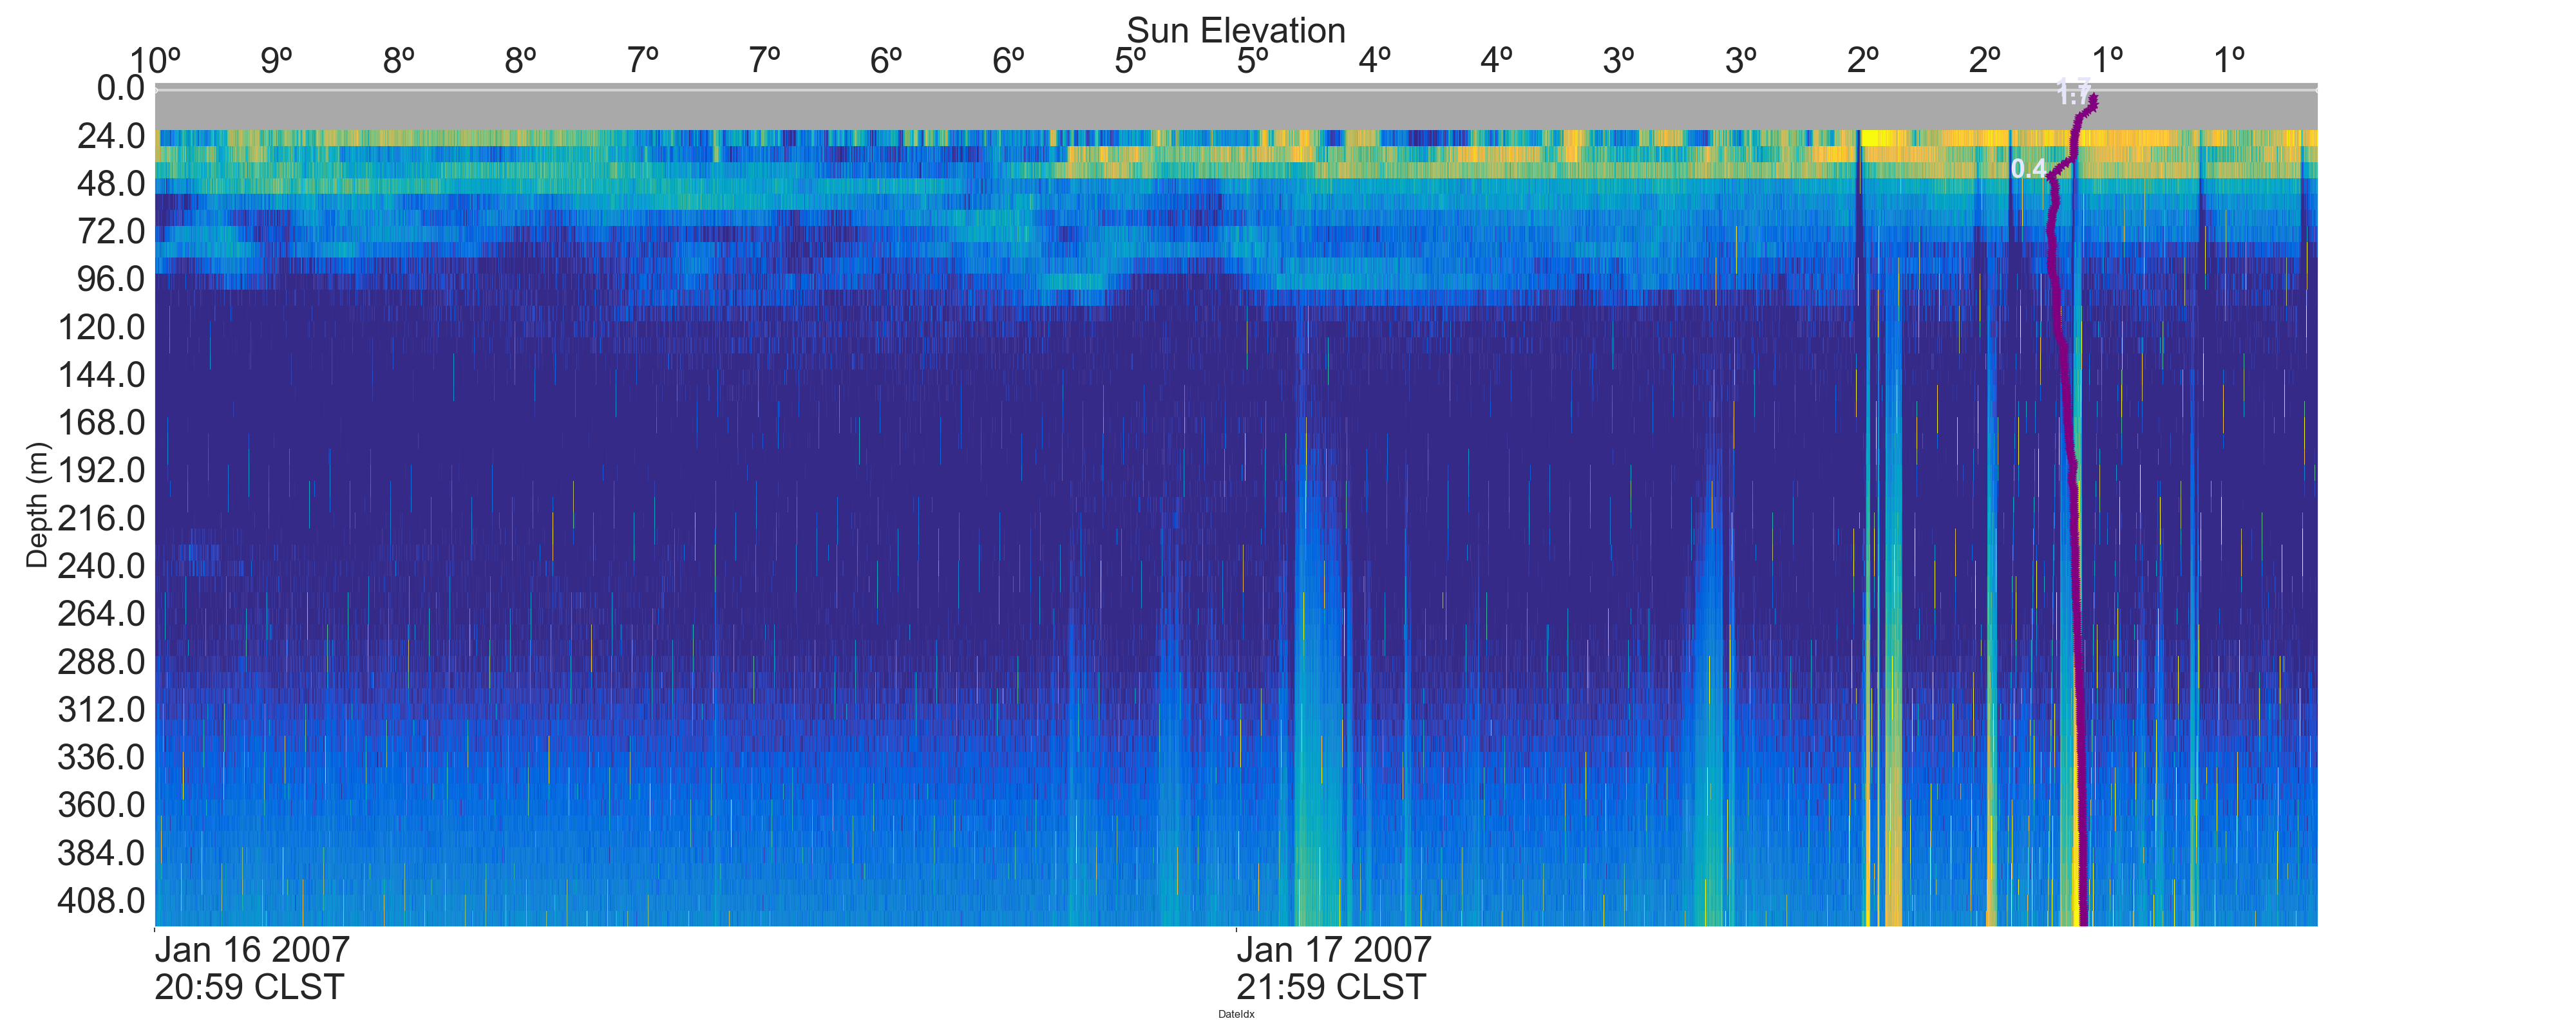 Sun Elevation
10º 9º 8º 8º 7º 7º 6º 6º 5º 5º 4º 4º 3º 3º 2º 2º 1º 1º
0.0
24.0
48.0
72.0
96.0
120.0
144.0
168.0
192.0
216.0
240.0
264.0
288.0
312.0
336.0
360.0
384.0
408.0
Depth (m)
1.7
0.4
Jan 16 2007
20:59 CLST
Jan 17 2007
21:59 CLST
DateIdx